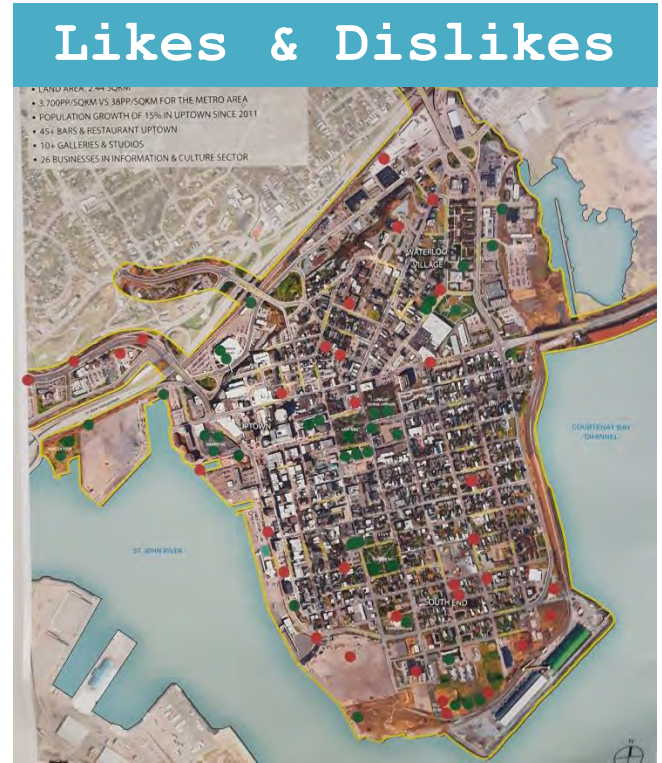 Likes & Dislikes
• LAND AREA: 2.44 SQKM
• 3,700PP/SQKM VS 38PP/SQKM FOR THE METRO AREA
• POPULATION GROWTH OF 15% IN UPTOWN SINCE 2011
• 45+ BARS & RESTAURANT UPTOWN
• 10+ GALLERIES & STUDIOS
• 26 BUSINESSES IN INFORMATION & CULTURE SECTOR
WATERLOO
VILLAGE
UPTOWN
COURTENAY BAY
CHANNEL
ST. JOHN RIVER
SOUTH END
N